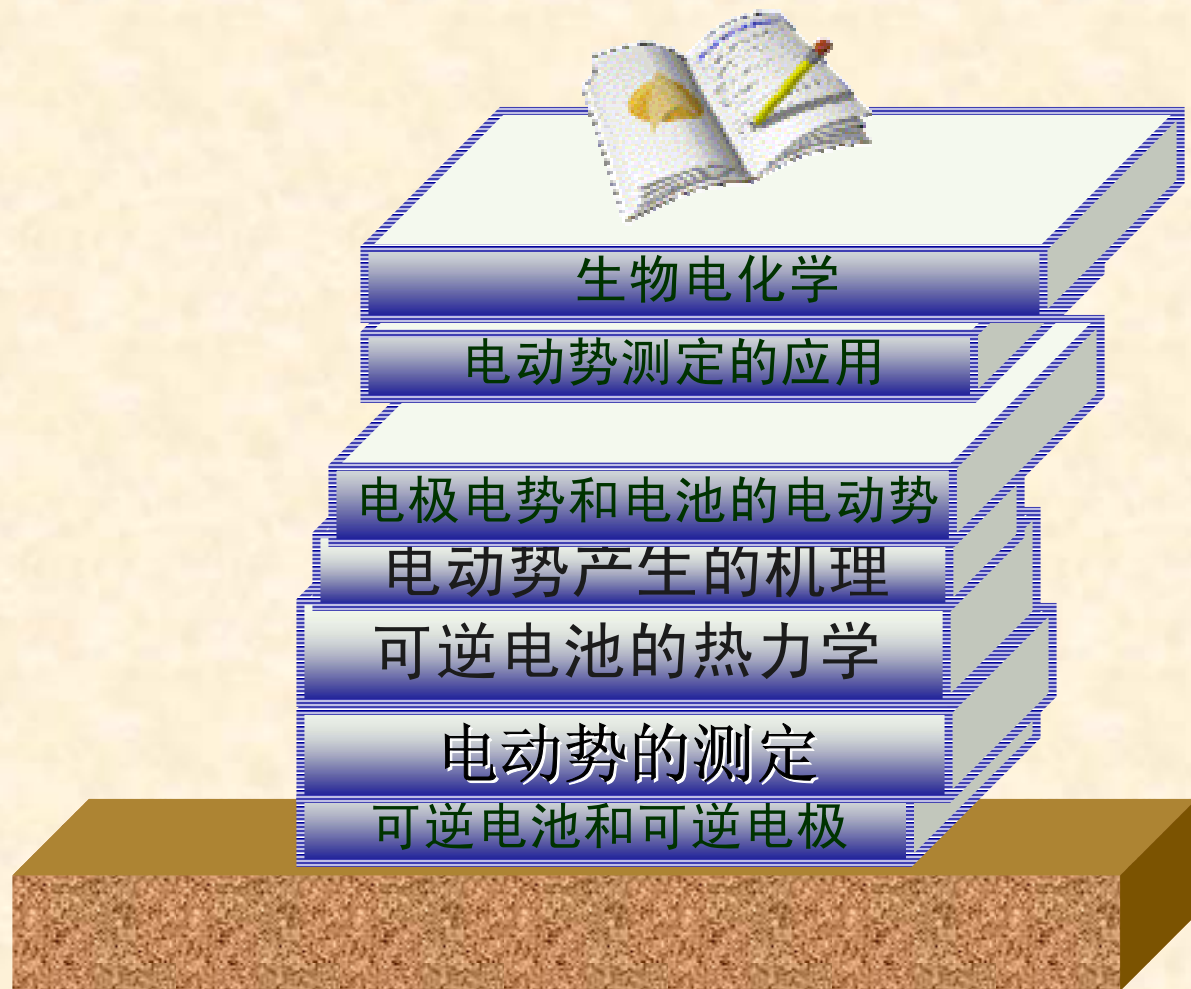 生物电化学
电动势测定的应用
电极电势和电池的电动势
电动势产生的机理
可逆电池的热力学
电动势的测定
可逆电池和可逆电极